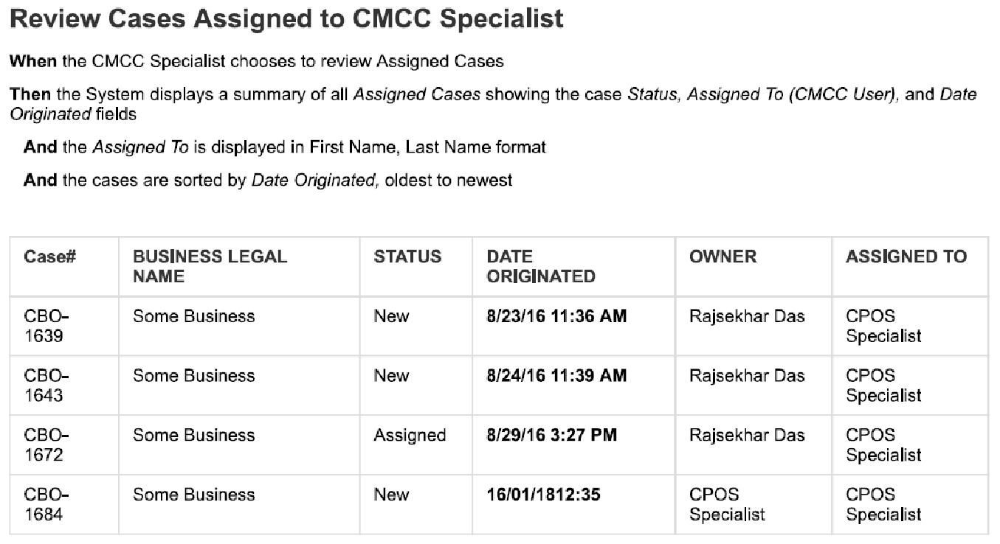 Review Cases Assigned to CMCC Specialist
When the CMCC Specialist chooses to review Assigned Cases
Then the System displays a summary of all Assigned Cases showing the case Status, Assigned To (CMCC User), and Date
Originated fields
And the Assigned To is displayed in First Name, Last Name format
And the cases are sorted by Date Originated, oldest to newest
Case# BUSINESS LEGAL STATUS DATE OWNER ASSIGNED TO
NAME ORIGINATED
CBO- Some Business New 8/23/16 11:36 AM Rajsekhar Das CPOS
1639 Specialist
CBO- Some Business New 8/24/16 11:39 AM Rajsekhar Das CPOS
1643 Specialist
CBO- Some Business Assigned 8/29/16 3:27 PM Rajsekhar Das CPOS
1672 Specialist
CBO- Some Business New 16/01/1812:35 CPOS CPOS
1684 Specialist Specialist